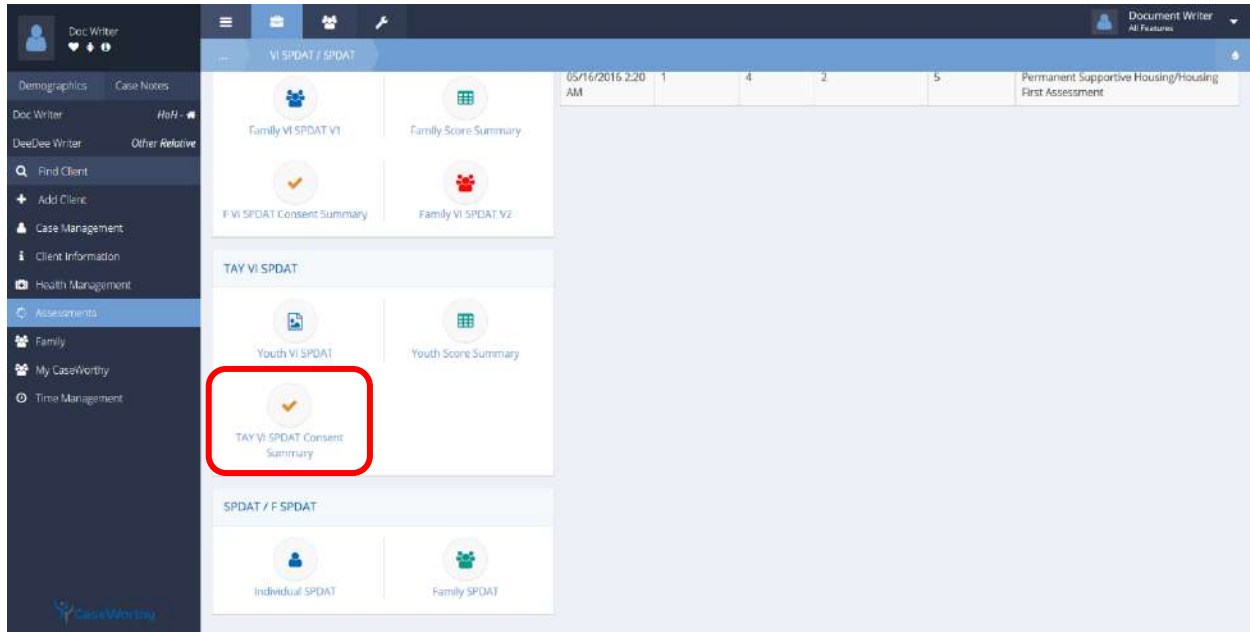 Doc Writer
Document Writer
All Features
... VI SPDAT / SPDAT
Demographics Case Notes
Doc Writer HoH -
DeeDee Writer Other Relative
Find Client
Add Client
Case Management
Client Information
Health Management
Assessments
Family
My CaseWorthy
Time Management
CaseWorthy
Family VI SPDAT V1
Family Score Summary
F VI SPDAT Consent Summary
Family VI SPDAT V2
TAY VI SPDAT
Youth VI SPDAT
Youth Score Summary
TAY VI SPDAT Consent
Summary
SPDAT / F SPDAT
Individual SPDAT
Family SPDAT
05/16/2016 2:20 1 4 2 5 Permanent Supportive Housing/Housing
AM First Assessment